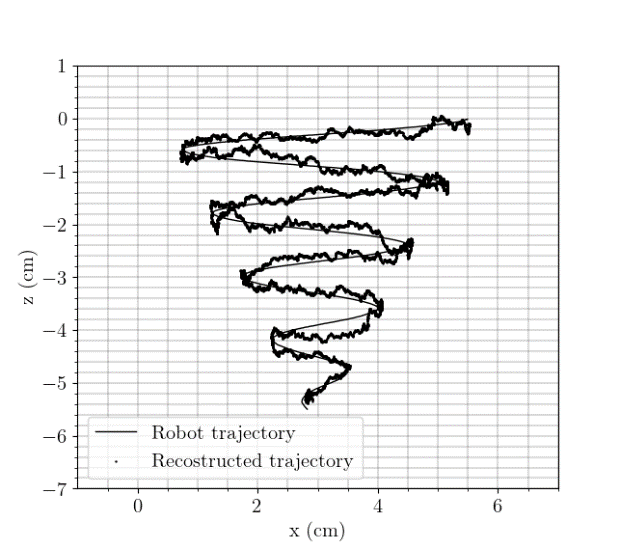 1
0
−1
−2
−3
−4
−5
−6
−7
z (cm)
Robot trajectory
Recostructed trajectory
0 2 4 6
x (cm)